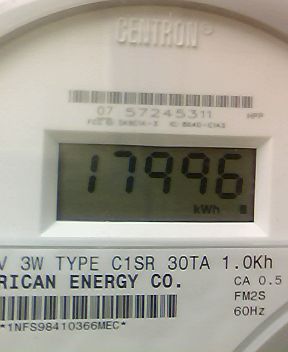 CENTRON®
07 57245311 HPP
17996
kWh
V 3W TYPE C1SR 30TA 1.0Kh
RICAN ENERGY CO.
CA 0.5
FM2S
*1NFS98410366MEC*
60Hz